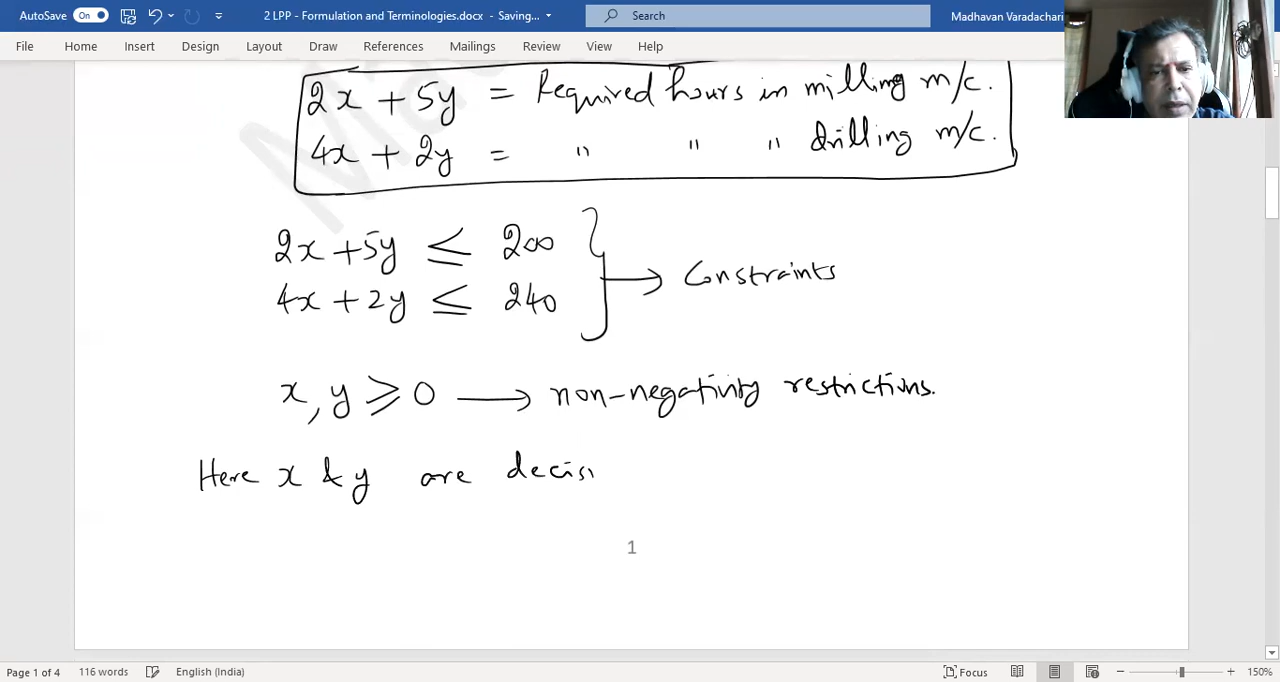 AutoSave On 2 LPP - Formulation and Terminologies.docx - Saving... Search Madhavan Varadachari
File Home Insert Design Layout Draw References Mailings Review View Help
2x + 5y = Required hours in milling m/c.
4x + 2y = " " " drilling m/c.
2x + 5y ≤ 200
4x + 2y ≤ 240
→ Constraints
x, y ≥ 0 → non-negativity restrictions.
Here x & y are decisi
1
Page 1 of 4 116 words English (India) Focus 150%